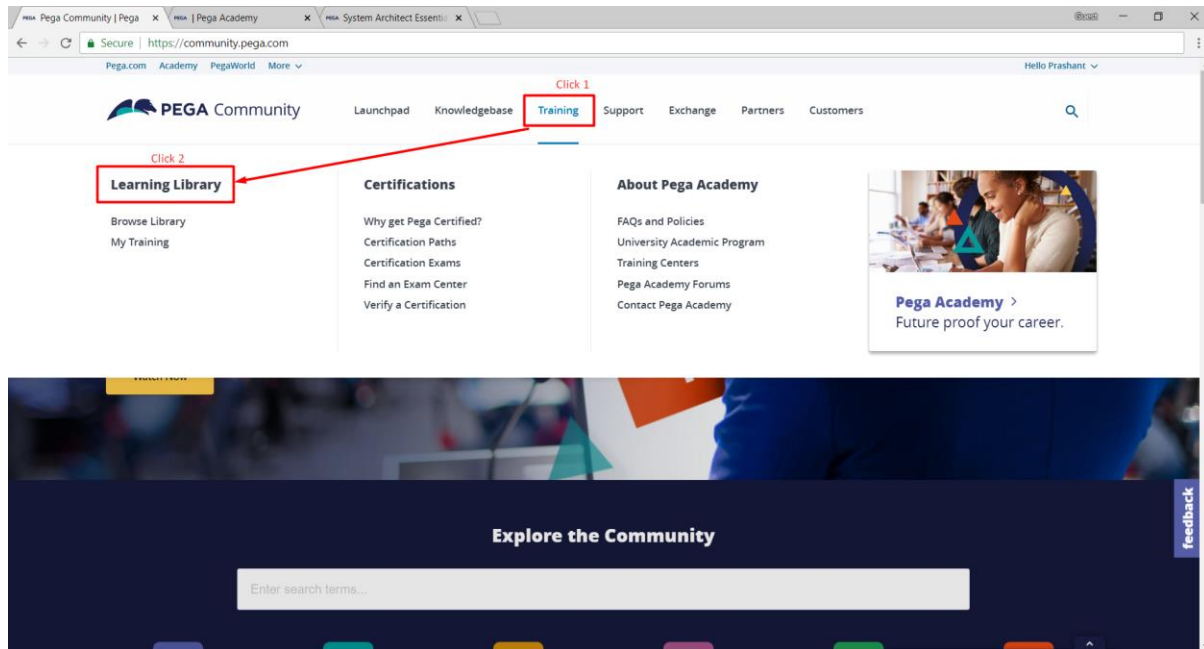 Pega Community | Pega
| Pega Academy
System Architect Essentia
Secure | https://community.pega.com
Pega.com Academy PegaWorld More
Hello Prashant
Click 1
PEGA Community
Launchpad Knowledgebase Training Support Exchange Partners Customers
Click 2
Learning Library
Browse Library
My Training
Certifications
Why get Pega Certified?
Certification Paths
Certification Exams
Find an Exam Center
Verify a Certification
About Pega Academy
FAQs and Policies
University Academic Program
Training Centers
Pega Academy Forums
Contact Pega Academy
Pega Academy >
Future proof your career.
Watch Now
Explore the Community
Enter search terms...
feedback